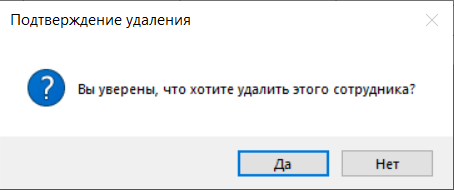 Подтверждение удаления
Вы уверены, что хотите удалить этого сотрудника?
Да
Нет